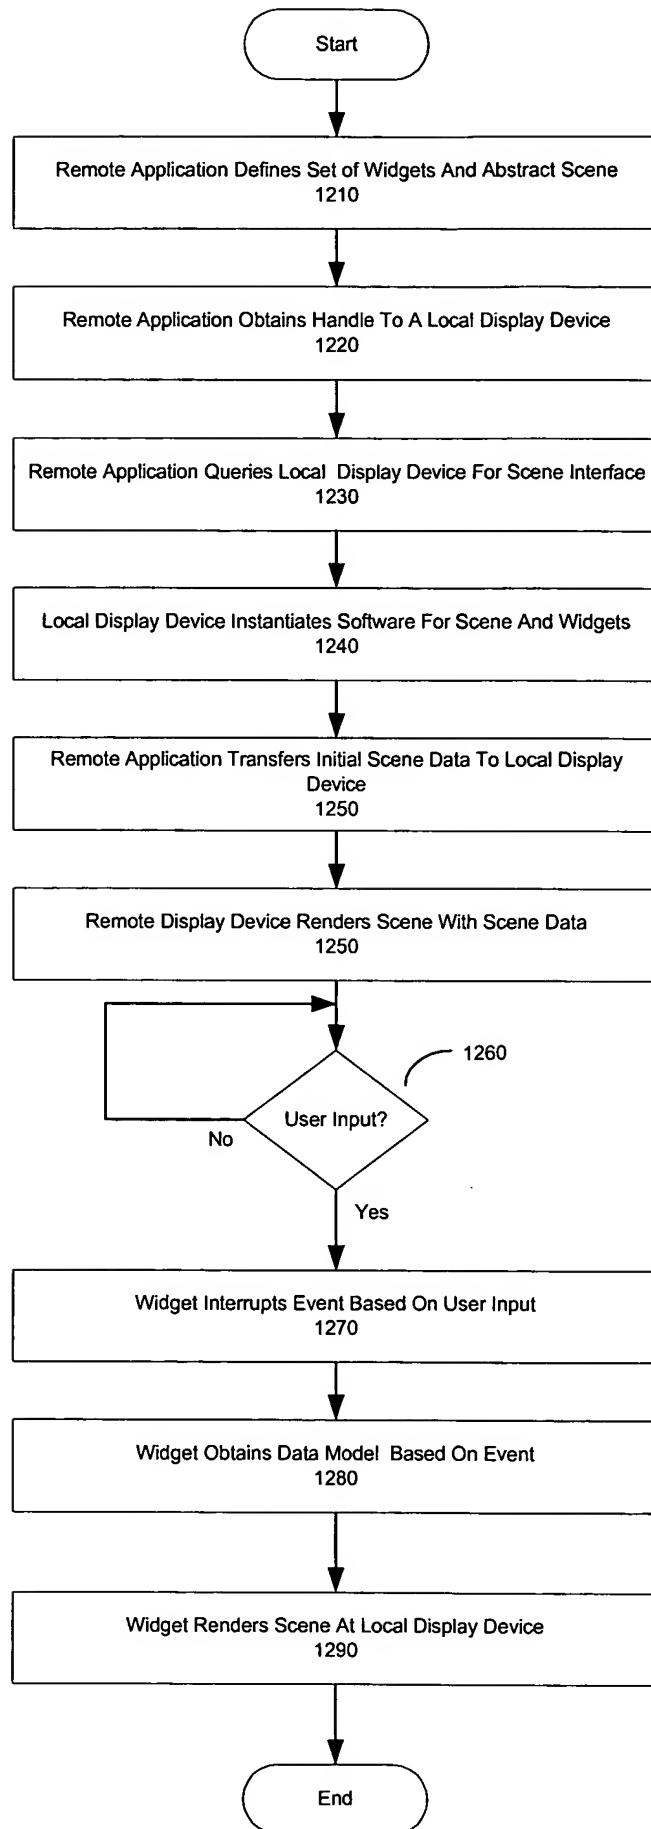 Start
Remote Application Defines Set of Widgets And Abstract Scene
1210
Remote Application Obtains Handle To A Local Display Device
1220
Remote Application Queries Local Display Device For Scene Interface
1230
Local Display Device Instantiates Software For Scene And Widgets
1240
Remote Application Transfers Initial Scene Data To Local Display
Device
1250
Remote Display Device Renders Scene With Scene Data
1250
1260
User Input?
No
Yes
Widget Interrupts Event Based On User Input
1270
Widget Obtains Data Model Based On Event
1280
Widget Renders Scene At Local Display Device
1290
End